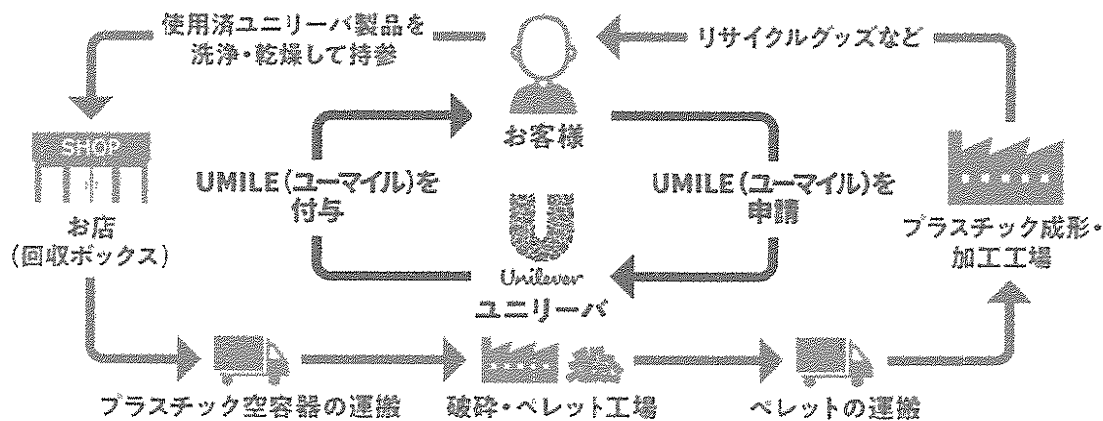 使用済ユニリーバ製品を
洗浄・乾燥して持参
リサイクルグッズなど
お客様
SHOP
お店
(回収ボックス)
UMILE(ユーマイル)を
付与
UMILE(ユーマイル)を
申請
Unilever
ユニリーバ
プラスチック成形・
加工工場
プラスチック空容器の運搬
破砕・ペレット工場
ペレットの運搬